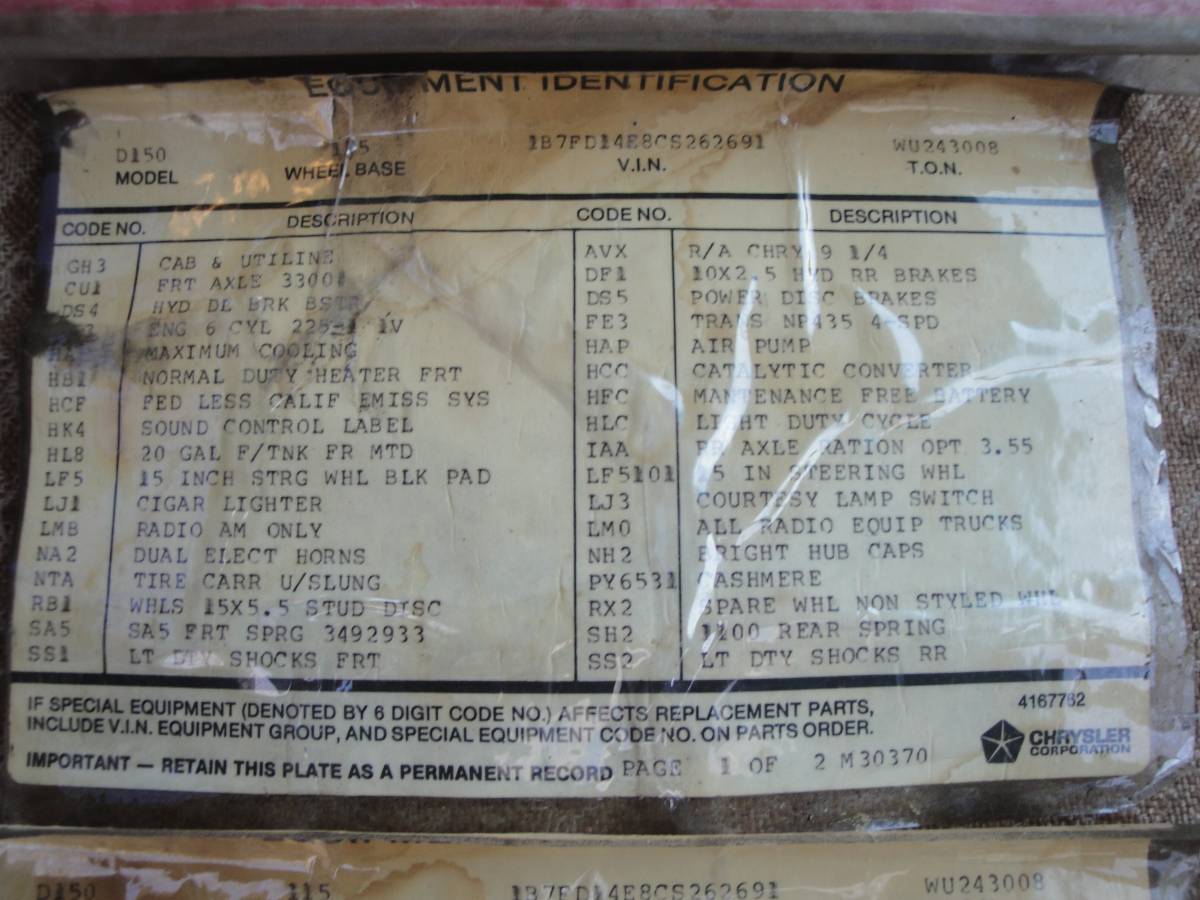 EQUIPMENT IDENTIFICATION
D150 115 1B7FD14E8CS262691 WU243008
MODEL WHEEL BASE V.I.N. T.O.N.
CODE NO. DESCRIPTION CODE NO. DESCRIPTION
GH3 CAB & UTILINE AVX R/A CHRY 9 1/4
CU1 FRT AXLE 3300# DF1 10X2.5 HYD RR BRAKES
DS4 HYD DL BRK BSTR DS5 POWER DISC BRAKES
ENG 6 CYL 225-1 1V FE3 TRANS NP435 4-SPD
MAXIMUM COOLING HAP AIR PUMP
HB1 NORMAL DUTY HEATER FRT HCC CATALYTIC CONVERTER
HCF FED LESS CALIF EMISS SYS HFC MAINTENANCE FREE BATTERY
HK4 SOUND CONTROL LABEL HLC LIGHT DUTY CYCLE
HL8 20 GAL F/TNK FR MTD IAA RR AXLE RATION OPT 3.55
LF5 15 INCH STRG WHL BLK PAD LF5101 15 IN STEERING WHL
LJ1 CIGAR LIGHTER LJ3 COURTESY LAMP SWITCH
LMB RADIO AM ONLY LM0 ALL RADIO EQUIP TRUCKS
NA2 DUAL ELECT HORNS NH2 BRIGHT HUB CAPS
NTA TIRE CARR U/SLUNG PY6531 CASHMERE
RB1 WHLS 15X5.5 STUD DISC RX2 SPARE WHL NON STYLED WHL
SA5 SA5 FRT SPRG 3492933 SH2 1100 REAR SPRING
SS1 LT DTY SHOCKS FRT SS2 LT DTY SHOCKS RR
IF SPECIAL EQUIPMENT (DENOTED BY 6 DIGIT CODE NO.) AFFECTS REPLACEMENT PARTS, 4167762
INCLUDE V.I.N. EQUIPMENT GROUP, AND SPECIAL EQUIPMENT CODE NO. ON PARTS ORDER. CHRYSLER
CORPORATION
IMPORTANT — RETAIN THIS PLATE AS A PERMANENT RECORD PAGE 1 OF 2 M30370
D150 115 1B7FD14E8CS262691 WU243008